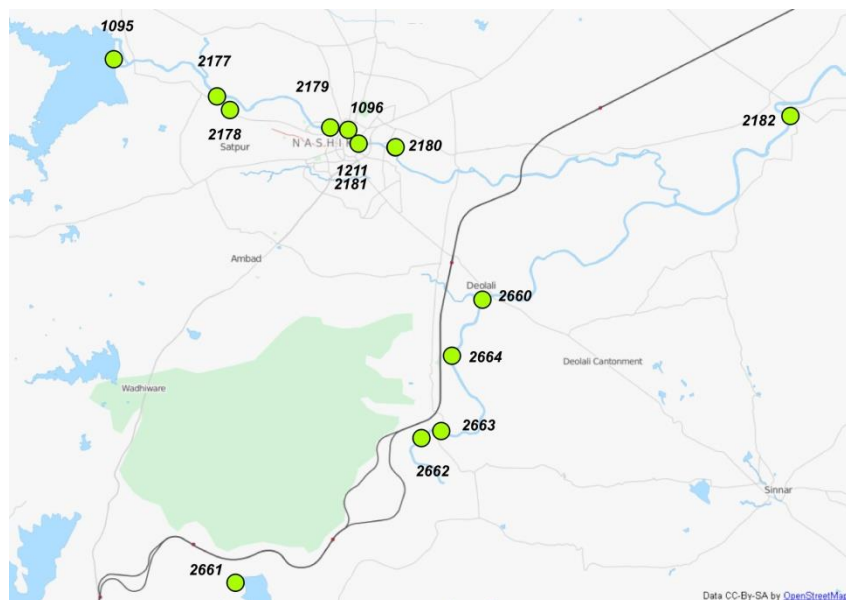 1095
2177
2179
1096
2182
2178
Satpur
NASHI
2180
1211
2181
Ambad
Deolali
2660
2664
Deolali Cantonment
Wadhiware
2663
2662
Sinnar
2661
Data CC-By-SA by OpenStreetMap